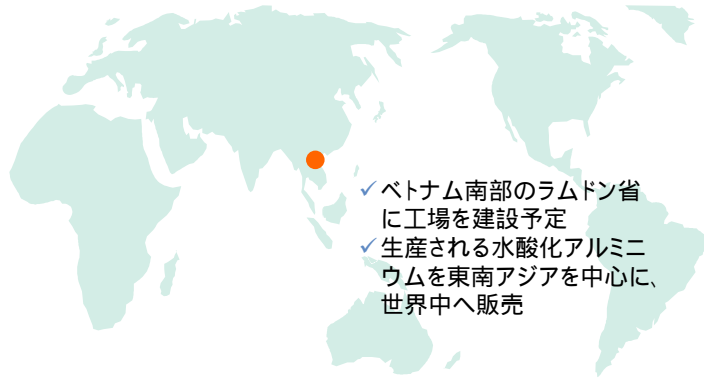 ✓ベトナム南部のラムドン省
に工場を建設予定
✓生産される水酸化アルミニ
ウムを東南アジアを中心に、
世界中へ販売